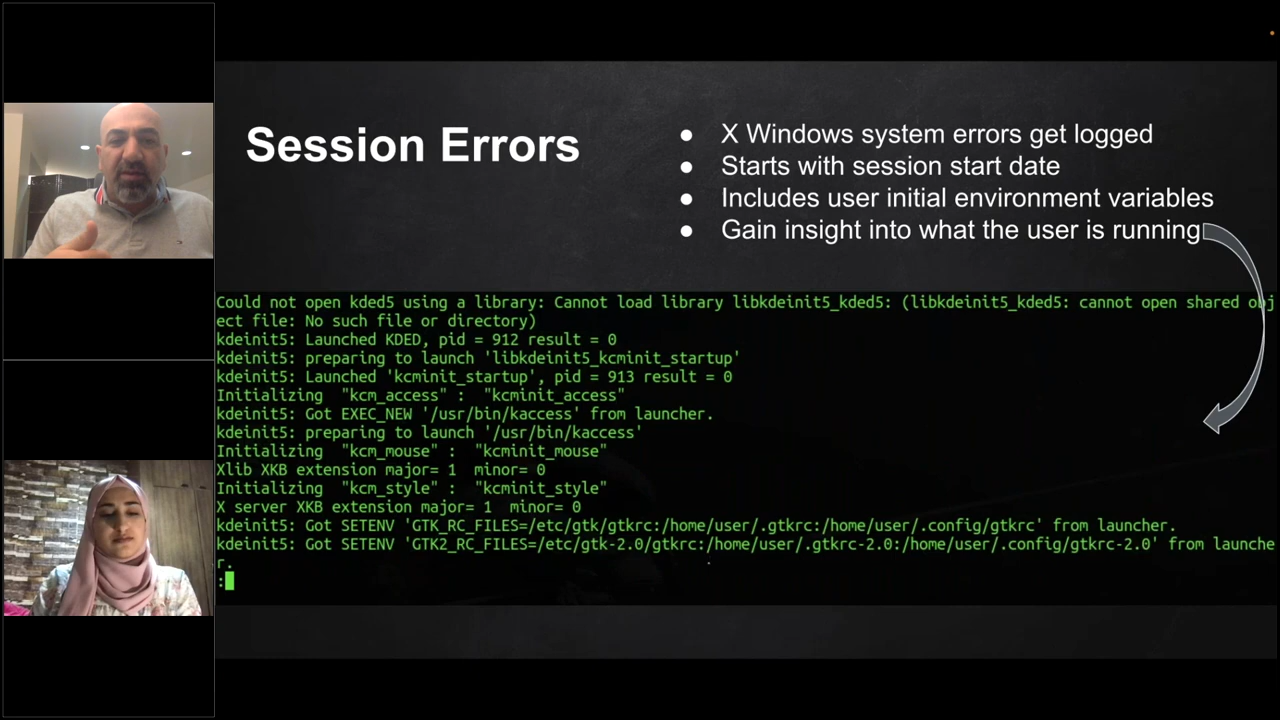 Session Errors
● X Windows system errors get logged
● Starts with session start date
● Includes user initial environment variables
● Gain insight into what the user is running
Could not open kded5 using a library: Cannot load library libkdeinit5_kded5: (libkdeinit5_kded5: cannot open shared obj
ect file: No such file or directory)
kdeinit5: Launched KDED, pid = 912 result = 0
kdeinit5: preparing to launch 'libkdeinit5_kcminit_startup'
kdeinit5: Launched 'kcminit_startup', pid = 913 result = 0
Initializing  "kcm_access" :  "kcminit_access"
kdeinit5: Got EXEC_NEW '/usr/bin/kaccess' from launcher.
kdeinit5: preparing to launch '/usr/bin/kaccess'
Initializing  "kcm_mouse" :  "kcminit_mouse"
Xlib XKB extension major= 1  minor= 0
Initializing  "kcm_style" :  "kcminit_style"
X server XKB extension major= 1  minor= 0
kdeinit5: Got SETENV 'GTK_RC_FILES=/etc/gtk/gtkrc:/home/user/.gtkrc:/home/user/.config/gtkrc' from launcher.
kdeinit5: Got SETENV 'GTK2_RC_FILES=/etc/gtk-2.0/gtkrc:/home/user/.gtkrc-2.0:/home/user/.config/gtkrc-2.0' from launche
r.
: